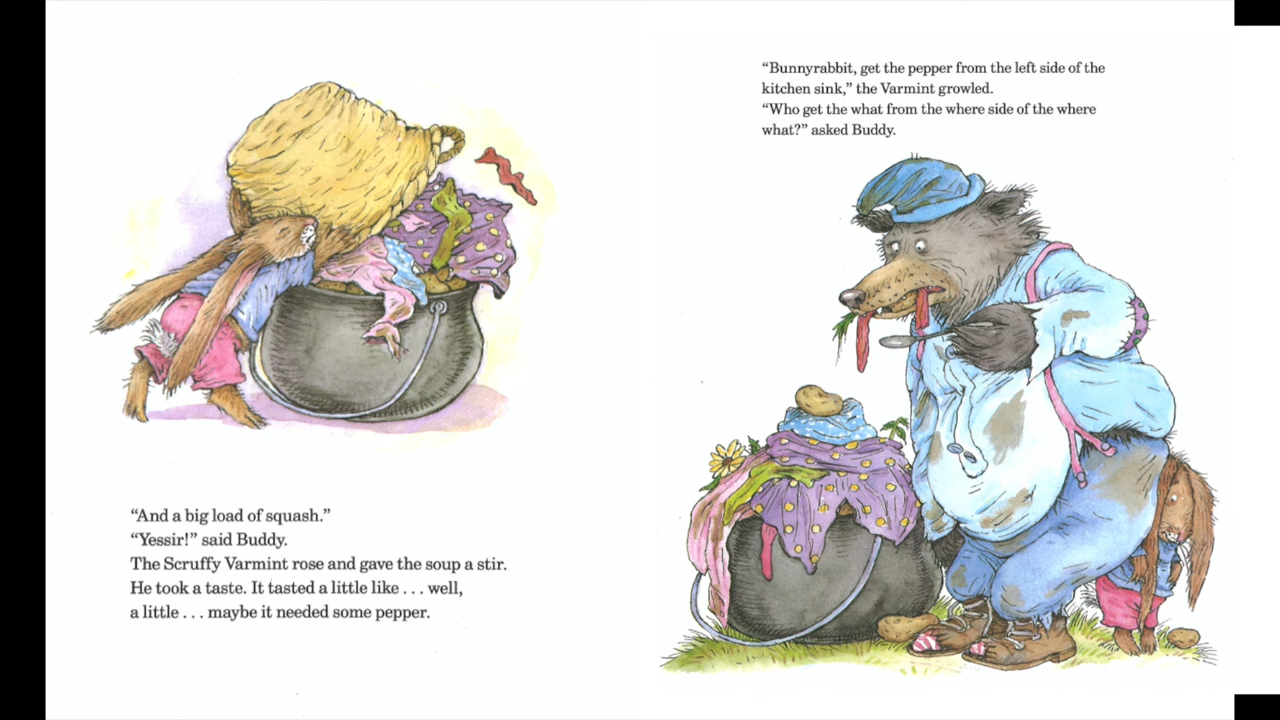 “And a big load of squash.”
“Yessir!” said Buddy.
The Scruffy Varmint rose and gave the soup a stir.
He took a taste. It tasted a little like . . . well,
a little . . . maybe it needed some pepper.
“Bunnyrabbit, get the pepper from the left side of the
kitchen sink,” the Varmint growled.
“Who get the what from the where side of the where
what?” asked Buddy.